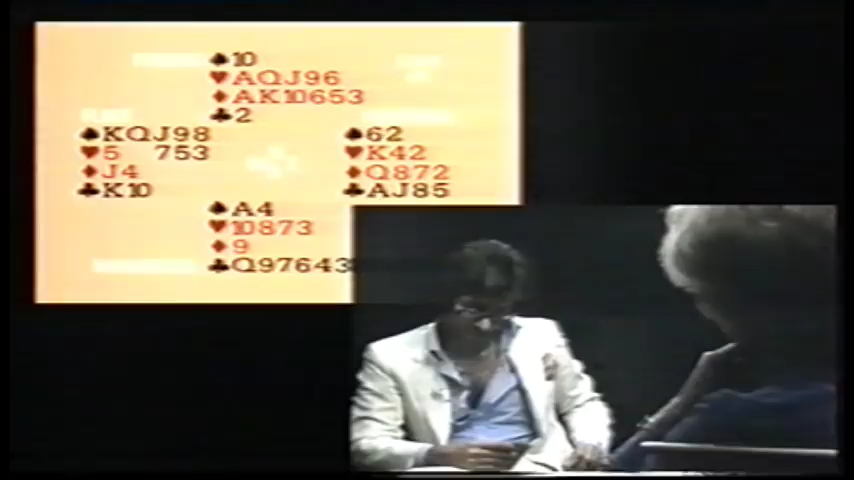 ♠10
♥AQJ96
♦AK10653
♣2
♠KQJ98
♥5 753
♦J4
♣K10
♠62
♥K42
♦Q872
♣AJ85
♠A4
♥10873
♦9
♣Q97643